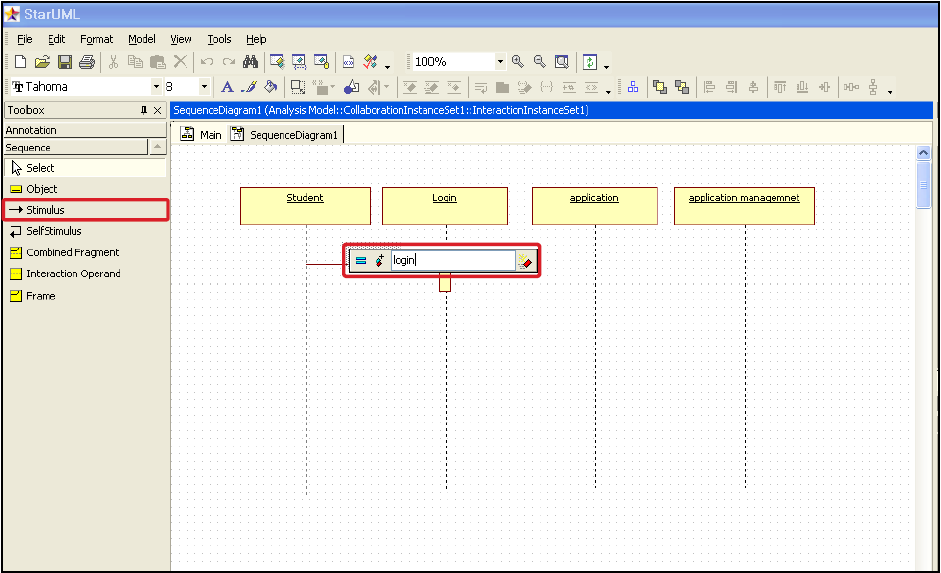 StarUML
File Edit Format Model View Tools Help
100%
Tahoma 8
Toolbox
SequenceDiagram1 (Analysis Model::CollaborationInstanceSet1::InteractionInstanceSet1)
Annotation
Main SequenceDiagram1
Sequence
Select
Object
Stimulus
SelfStimulus
Combined Fragment
Interaction Operand
Frame
Student Login application application managemnet
login